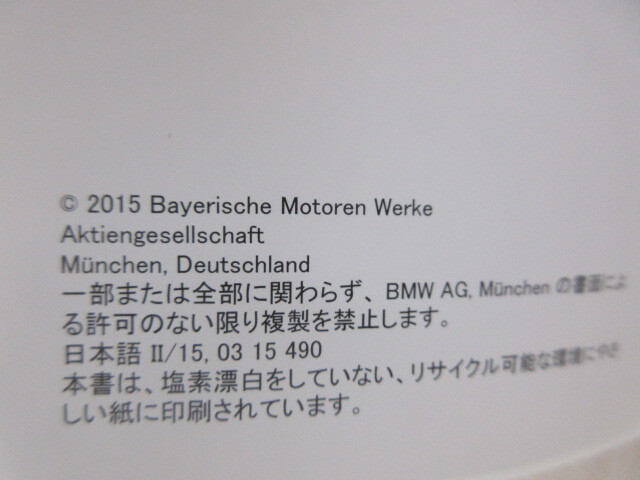 © 2015 Bayerische Motoren Werke
Aktiengesellschaft
München, Deutschland
一部または全部に関わらず、BMW AG, München の書面によ
る許可のない限り複製を禁止します。
日本語 II/15, 03 15 490
本書は、塩素漂白をしていない、リサイクル可能な環境にやさ
しい紙に印刷されています。